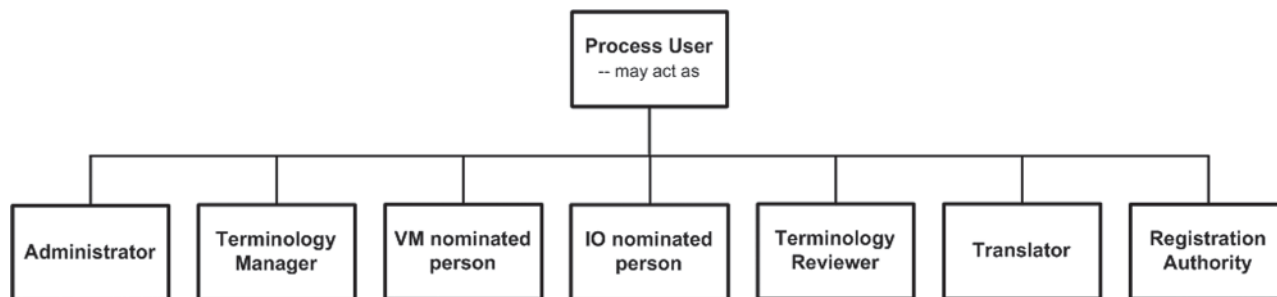 Process User
-- may act as
Administrator
Terminology
Manager
VM nominated
person
IO nominated
person
Terminology
Reviewer
Translator
Registration
Authority